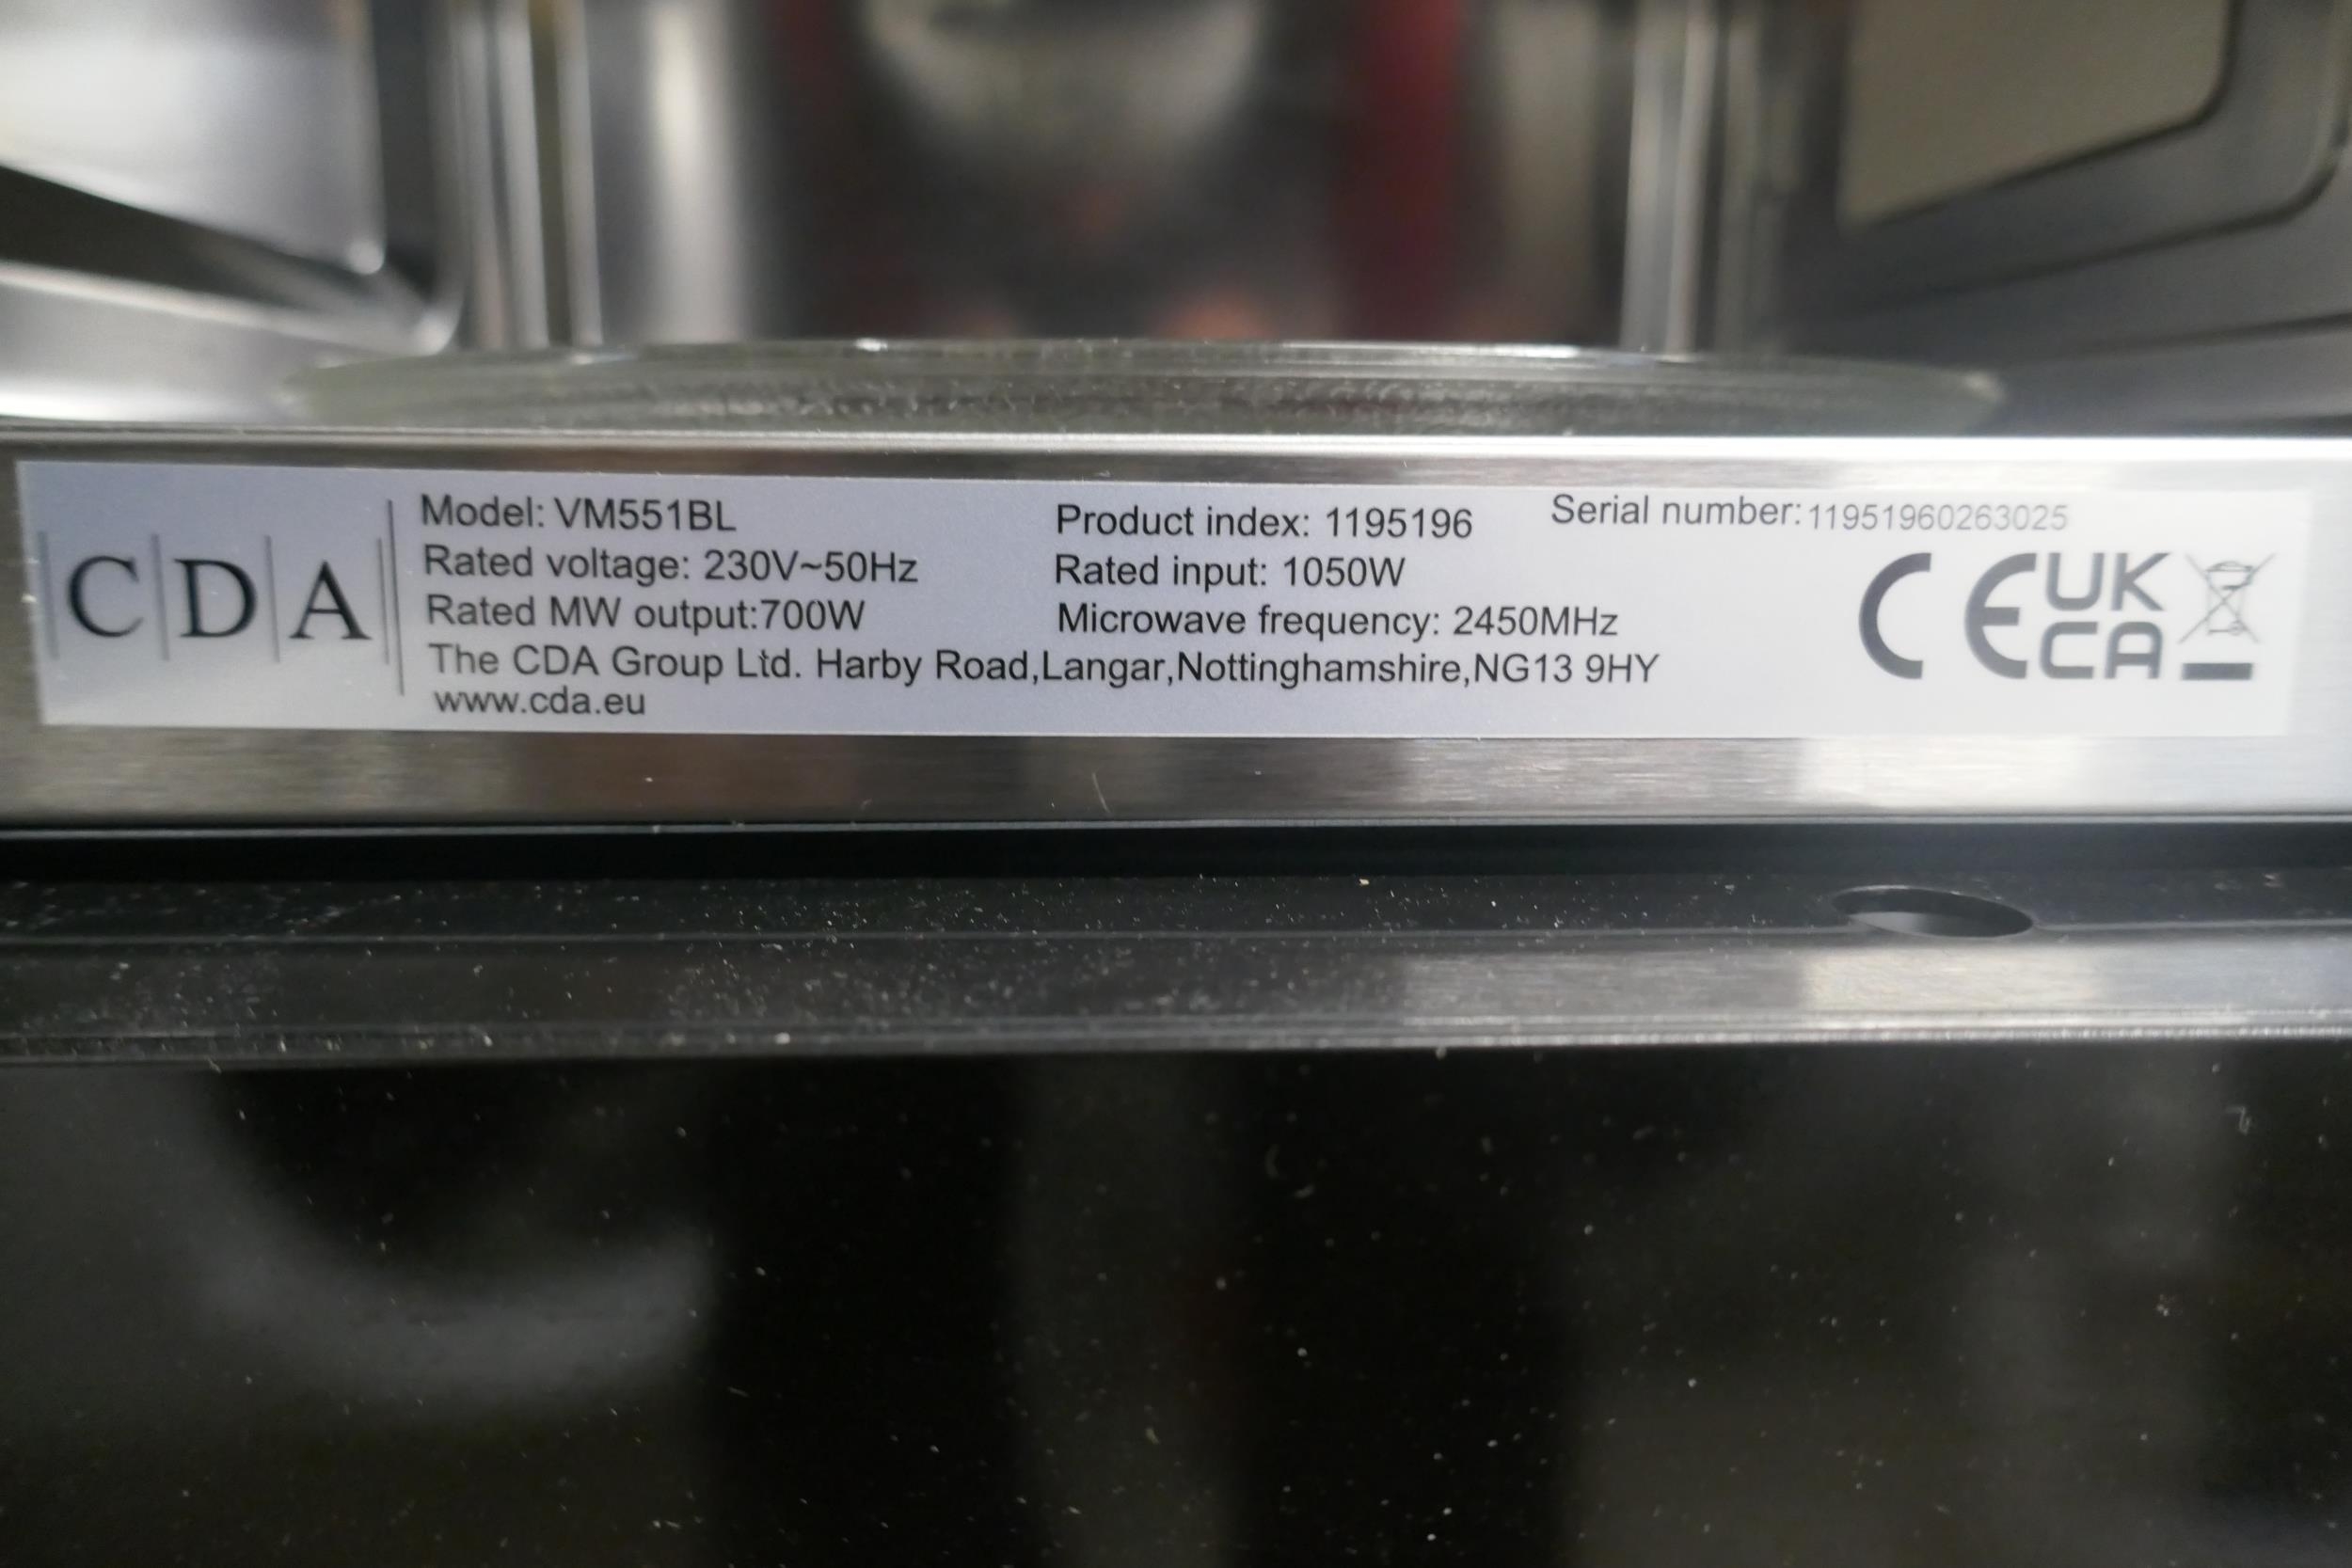 CDA
Model: VM551BL
Rated voltage: 230V~50Hz
Rated MW output:700W
Product index: 1195196
Rated input: 1050W
Microwave frequency: 2450MHz
Serial number:11951960263025
The CDA Group Ltd. Harby Road,Langar,Nottinghamshire,NG13 9HY
www.cda.eu
CE
UK
CA